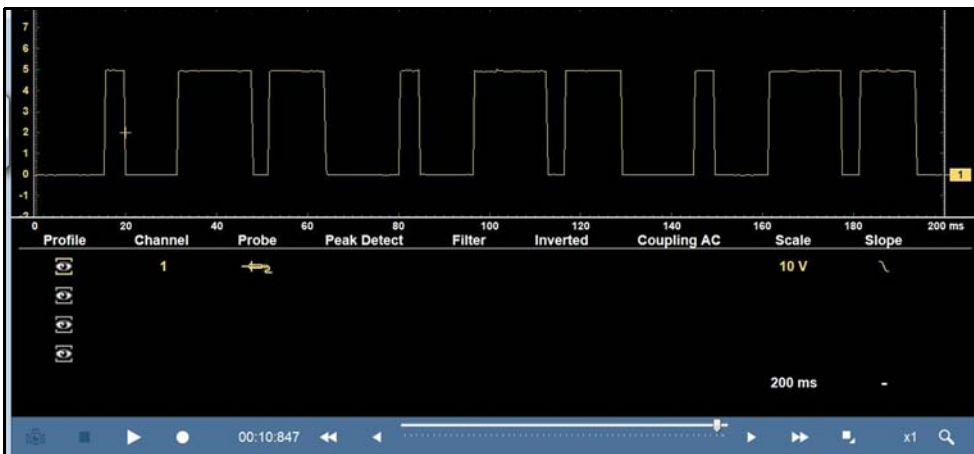 7
6
5
4
3
2
1
0
-1
1
0 20 40 60 80 100 120 140 160 180 200 ms
Profile Channel Probe Peak Detect Filter Inverted Coupling AC Scale Slope
1 10 V
200 ms -
00:10:847 x1